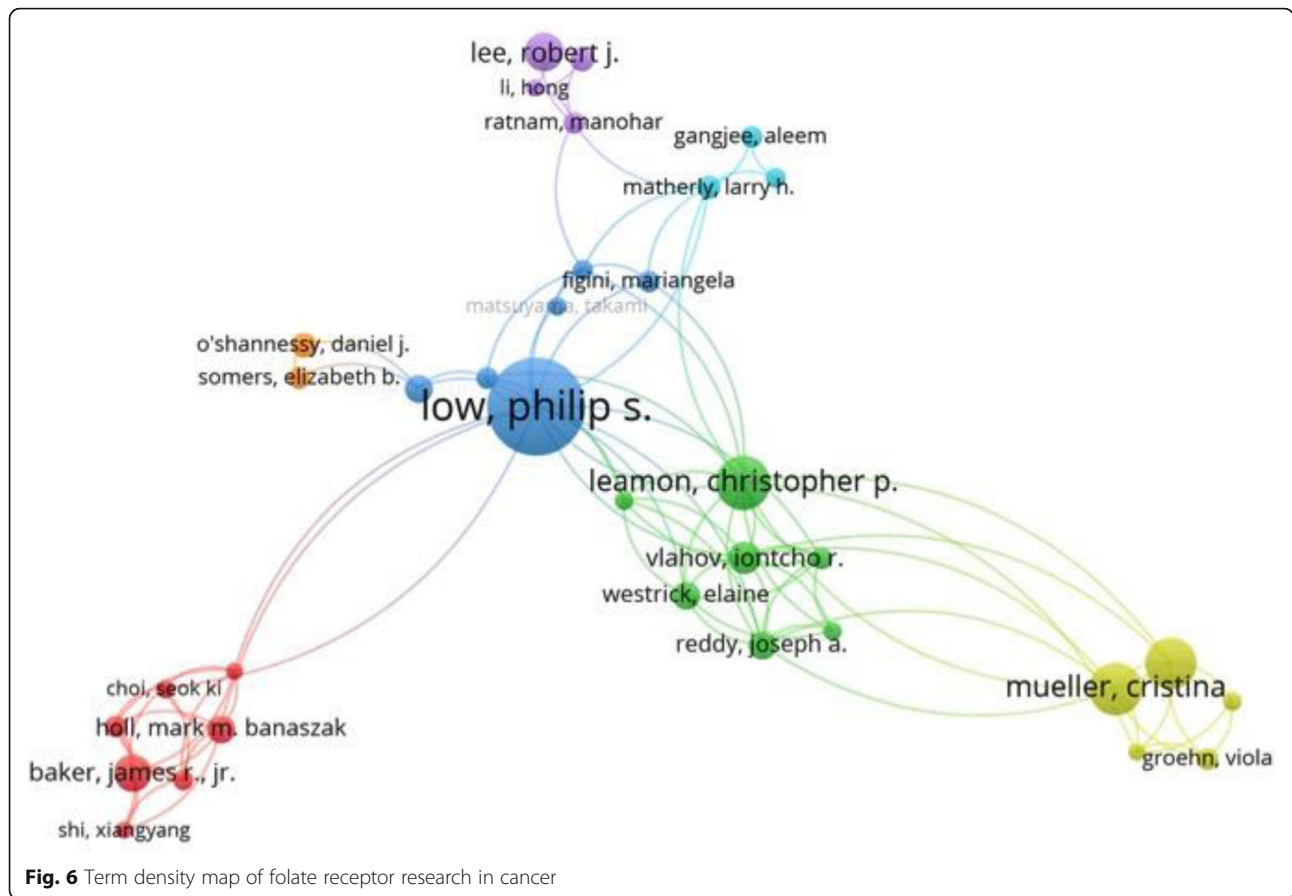 lee, robert j.
li, hong
ratnam, manohar
gangjee, aleem
matherly, larry h.
figini, mariangela
matsuyama, takami
o'shannessy, daniel j.
somers, elizabeth b.
low, philip s.
leamon, christopher p.
vlahov, iontcho r.
westrick, elaine
reddy, joseph a.
mueller, cristina
groehn, viola
choi, seok ki
holl, mark m. banaszak
baker, james r., jr.
shi, xiangyang
Fig. 6 Term density map of folate receptor research in cancer